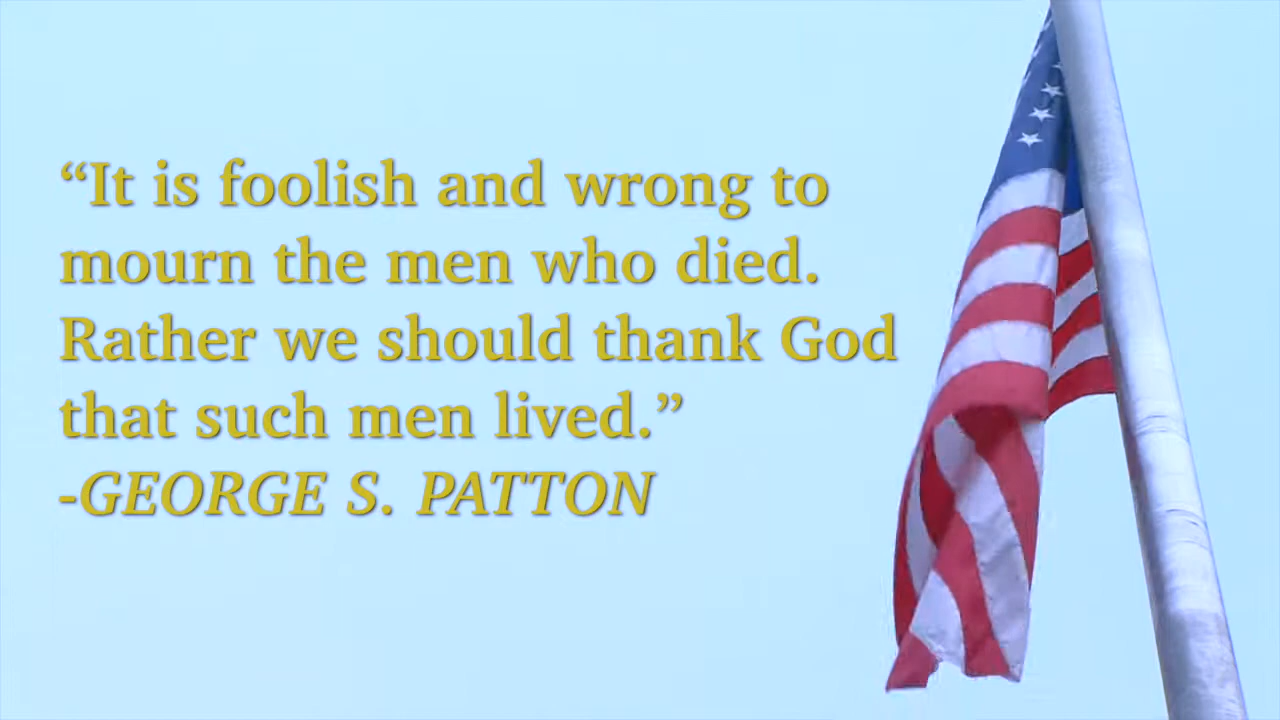 “It is foolish and wrong to
mourn the men who died.
Rather we should thank God
that such men lived.”
-GEORGE S. PATTON